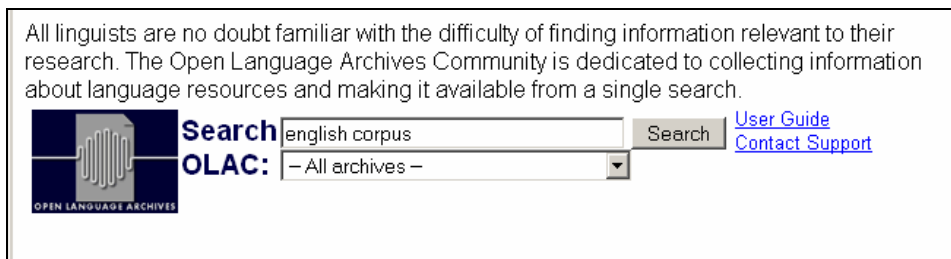 All linguists are no doubt familiar with the difficulty of finding information relevant to their
research. The Open Language Archives Community is dedicated to collecting information
about language resources and making it available from a single search.
Search english corpus Search User Guide
OLAC: – All archives – Contact Support
OPEN LANGUAGE ARCHIVES